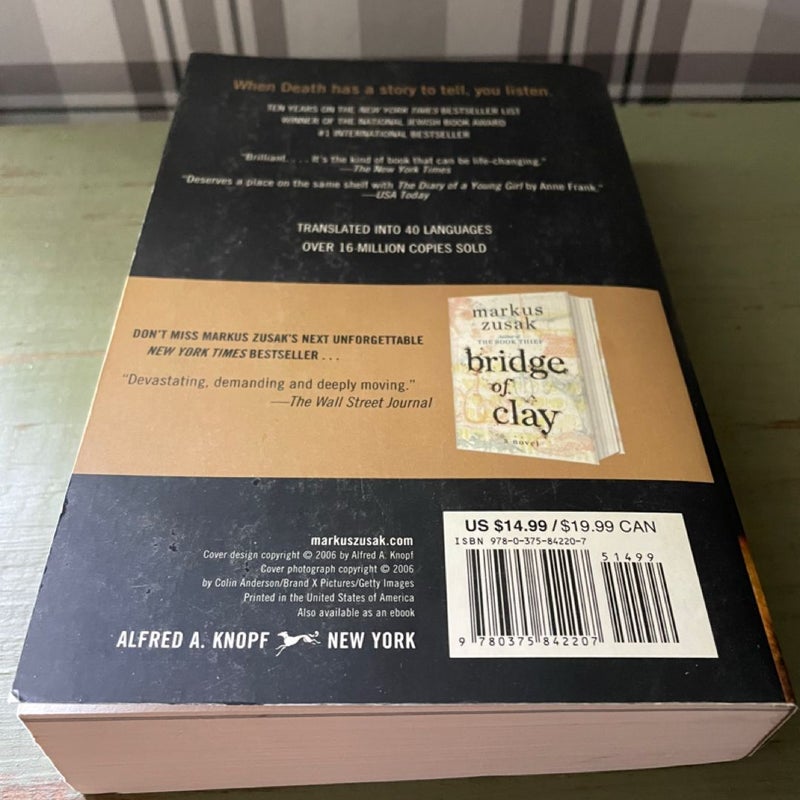 When Death has a story to tell, you listen.
TEN YEARS ON THE NEW YORK TIMES BESTSELLER LIST
WINNER OF THE NATIONAL JEWISH BOOK AWARD
#1 INTERNATIONAL BESTSELLER
"Brilliant. . . . It's the kind of book that can be life-changing."
—The New York Times
"Deserves a place on the same shelf with The Diary of a Young Girl by Anne Frank."
—USA Today
TRANSLATED INTO 40 LANGUAGES
OVER 16 MILLION COPIES SOLD
DON'T MISS MARKUS ZUSAK'S NEXT UNFORGETTABLE
NEW YORK TIMES BESTSELLER . . .
"Devastating, demanding and deeply moving."
—The Wall Street Journal
markus
zusak
Author of
THE BOOK THIEF
bridge
of
clay
a novel
markuszusak.com
Cover design copyright © 2006 by Alfred A. Knopf
Cover photograph copyright © 2006
by Colin Anderson/Brand X Pictures/Getty Images
Printed in the United States of America
Also available as an ebook
ALFRED A. KNOPF NEW YORK
US $14.99 / $19.99 CAN
ISBN 978-0-375-84220-7
51499
9 780375 842207